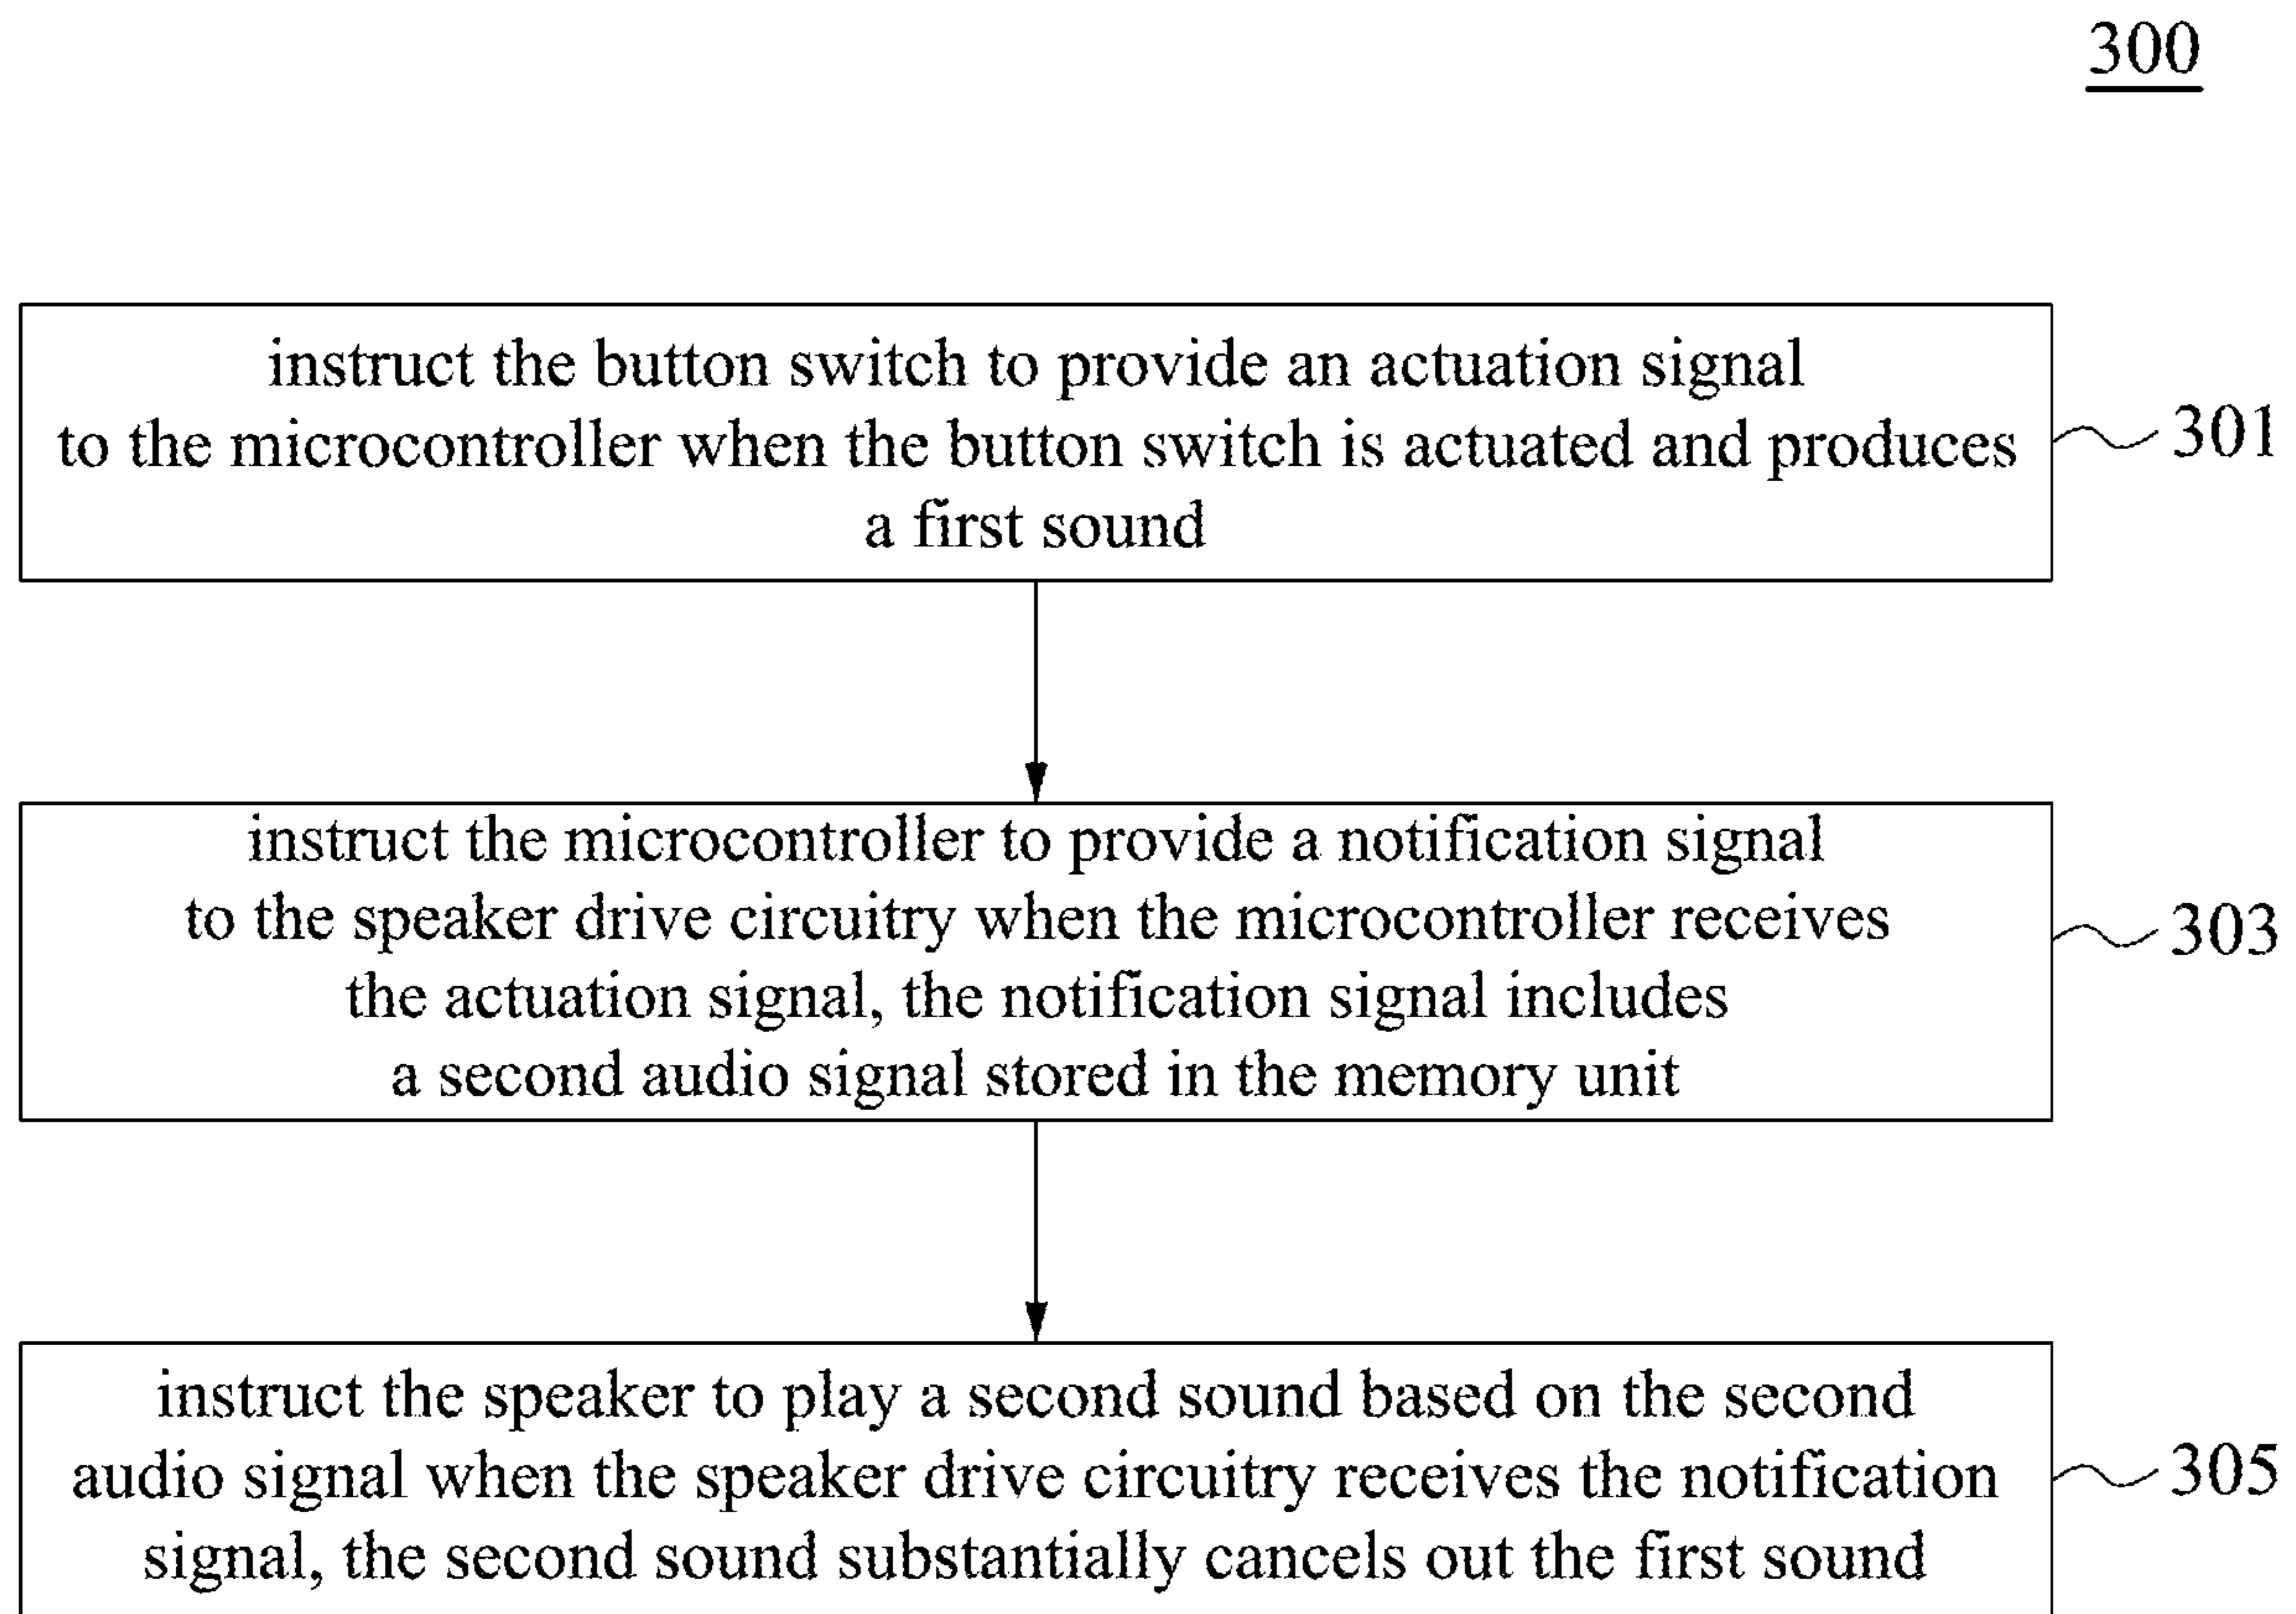 300
instruct the button switch to provide an actuation signal
to the microcontroller when the button switch is actuated and produces
a first sound
301
instruct the microcontroller to provide a notification signal
to the speaker drive circuitry when the microcontroller receives
the actuation signal, the notification signal includes
a second audio signal stored in the memory unit
303
instruct the speaker to play a second sound based on the second
audio signal when the speaker drive circuitry receives the notification
signal, the second sound substantially cancels out the first sound
305